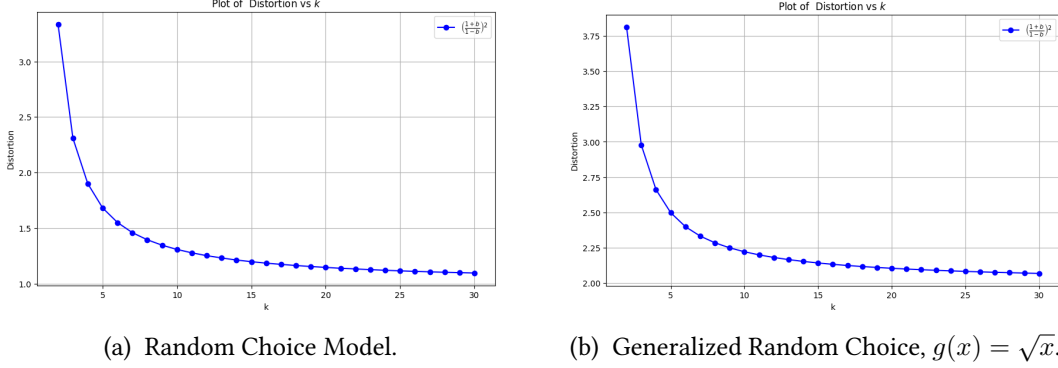 Plot of Distortion vs k
(1+b/1−b)^2
3.0
2.5
2.0
1.5
1.0
Distortion
5
10
15
20
25
30
k
(a) Random Choice Model.
Plot of Distortion vs k
(1+b/1−b)^2
3.75
3.50
3.25
3.00
2.75
2.50
2.25
2.00
Distortion
5
10
15
20
25
30
k
(b) Generalized Random Choice, g(x) = √x.